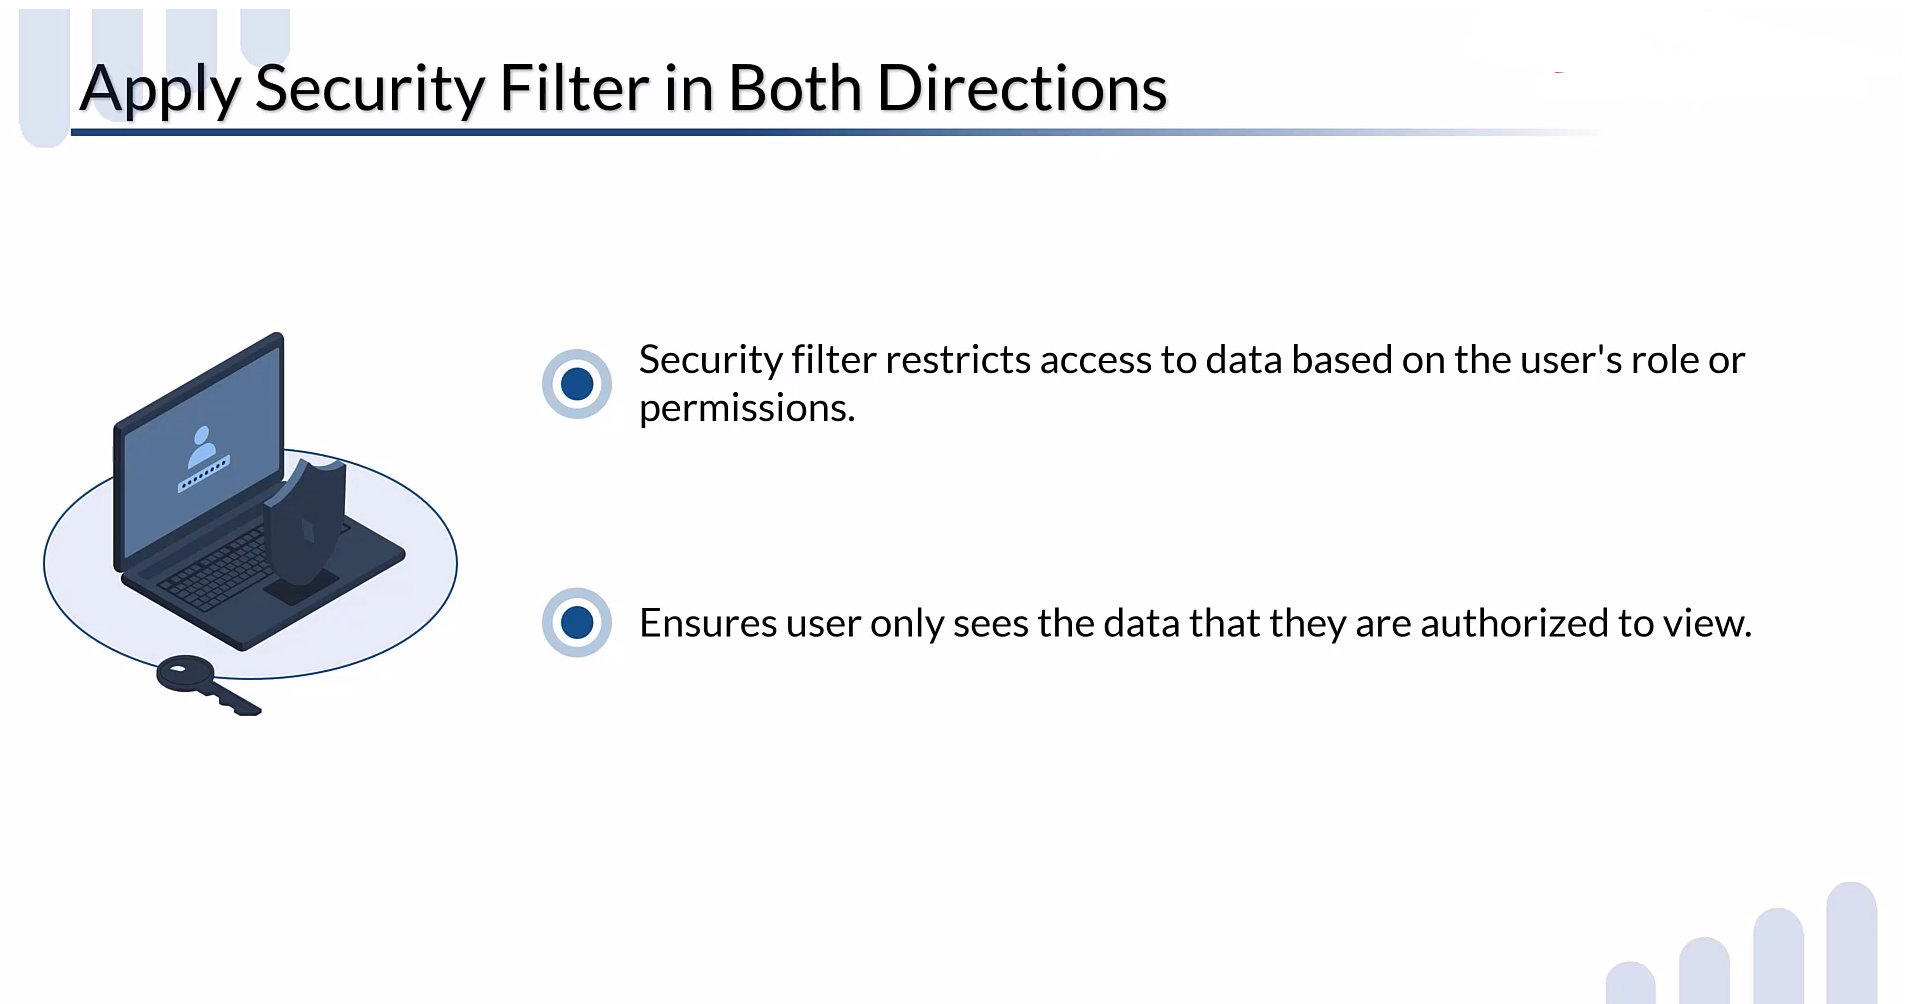 Apply Security Filter in Both Directions
Security filter restricts access to data based on the user's role or
permissions.
Ensures user only sees the data that they are authorized to view.